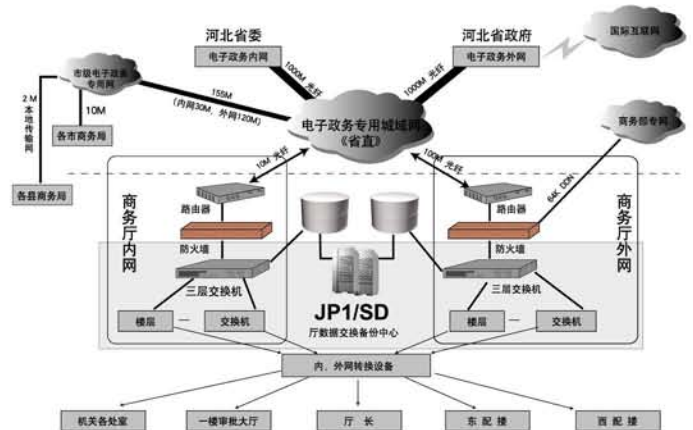 河北省委
河北省政府
国际互联网
电子政务内网
电子政务外网
市级电子政务
专用网
1000M 光纤
1000M 光纤
155M
(内网30M、外网120M)
2M本地传输网
10M
电子政务专用城域网
《省直》
商务部专网
各市商务局
10M 光纤
100M 光纤
64K DDN
各县商务局
商务厅内网
路由器
路由器
商务厅外网
防火墙
防火墙
三层交换机
三层交换机
JP1/SD
厅数据交换备份中心
楼层
交换机
楼层
交换机
内、外网转换设备
机关各处室
一楼审批大厅
厅 长
东 配 楼
西 配 楼